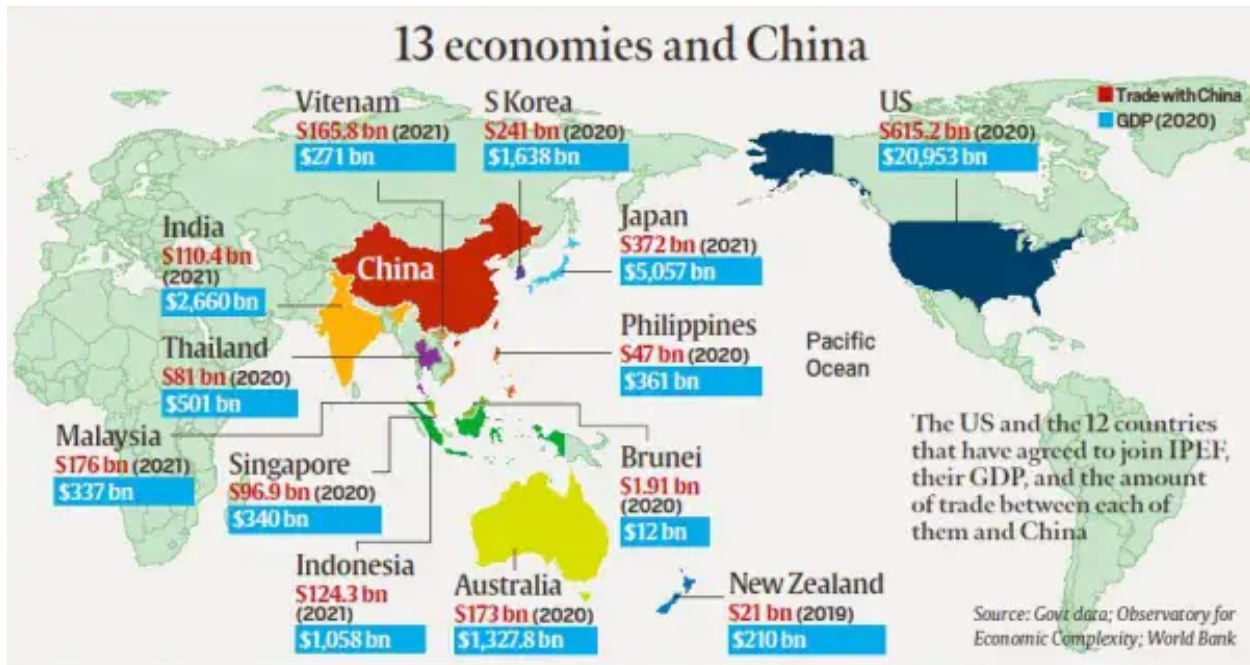 13 economies and China
Vitenam
$165.8 bn (2021)
$271 bn
S Korea
$241 bn (2020)
$1,638 bn
US
$615.2 bn (2020)
$20,953 bn
Trade with China
GDP (2020)
India
$110.4 bn
(2021)
$2,660 bn
China
Japan
$372 bn (2021)
$5,057 bn
Thailand
$81 bn (2020)
$501 bn
Philippines
$47 bn (2020)
$361 bn
Pacific
Ocean
Malaysia
$176 bn (2021)
$337 bn
Singapore
$96.9 bn (2020)
$340 bn
Brunei
$1.91 bn
(2020)
$12 bn
The US and the 12 countries
that have agreed to join IPEF,
their GDP, and the amount
of trade between each of
them and China
Indonesia
$124.3 bn
(2021)
$1,058 bn
Australia
$173 bn (2020)
$1,327.8 bn
New Zealand
$21 bn (2019)
$210 bn
Source: Govt data; Observatory for
Economic Complexity; World Bank